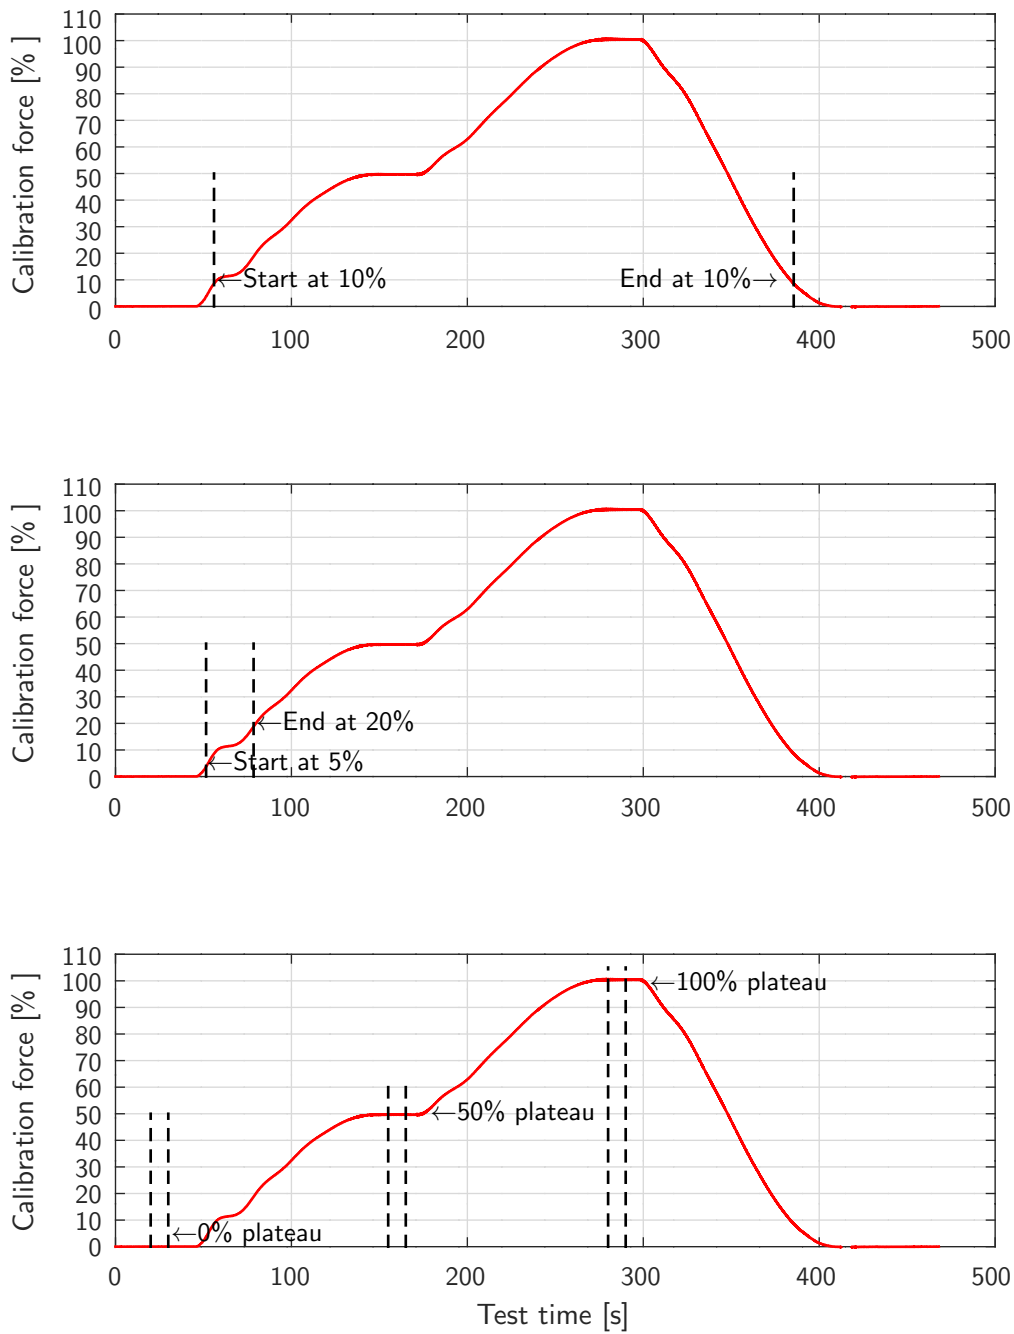 Calibration force [% ]
110
100
90
80
70
60
50
40
30
20
10
0
←Start at 10%
End at 10%→
0 100 200 300 400 500
Calibration force [% ]
110
100
90
80
70
60
50
40
30
20
10
0
←End at 20%
←Start at 5%
0 100 200 300 400 500
Calibration force [% ]
110
100
90
80
70
60
50
40
30
20
10
0
←100% plateau
←50% plateau
←0% plateau
0 100 200 300 400 500
Test time [s]